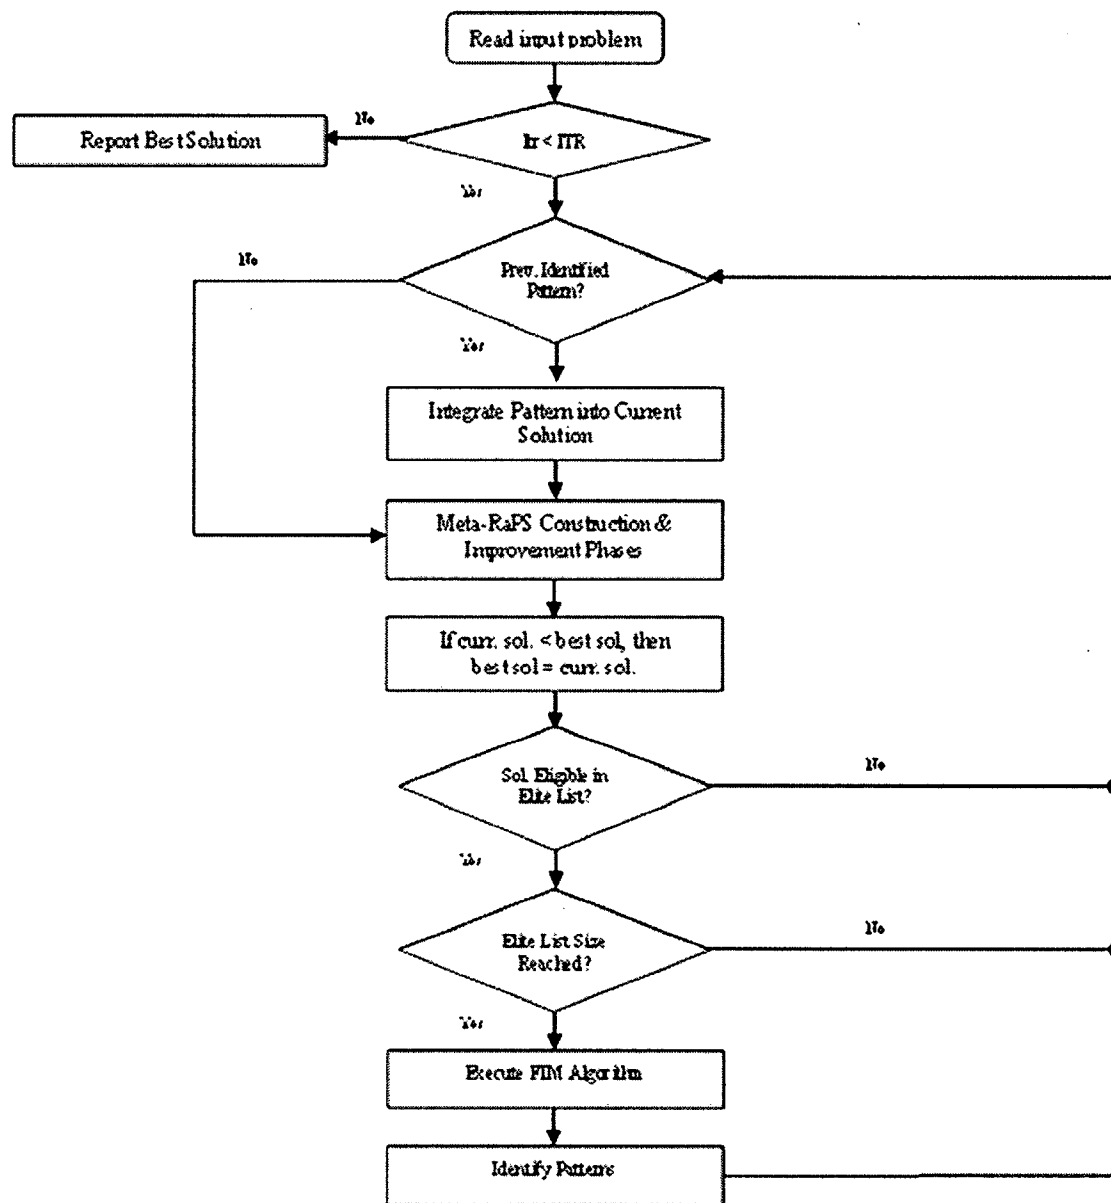 Read input problem
No
Report Best Solution
Itr < ITR
Yes
No
Prev. Identified
Pattern?
Yes
Integrate Pattern into Current
Solution
Meta-RaPS Construction &
Improvement Phases
If curr. sol. < best sol, then
best sol = curr. sol.
Sol. Eligible in
Elite List?
No
Yes
Elite List Size
Reached?
No
Yes
Execute FIM Algorithm
Identify Patterns